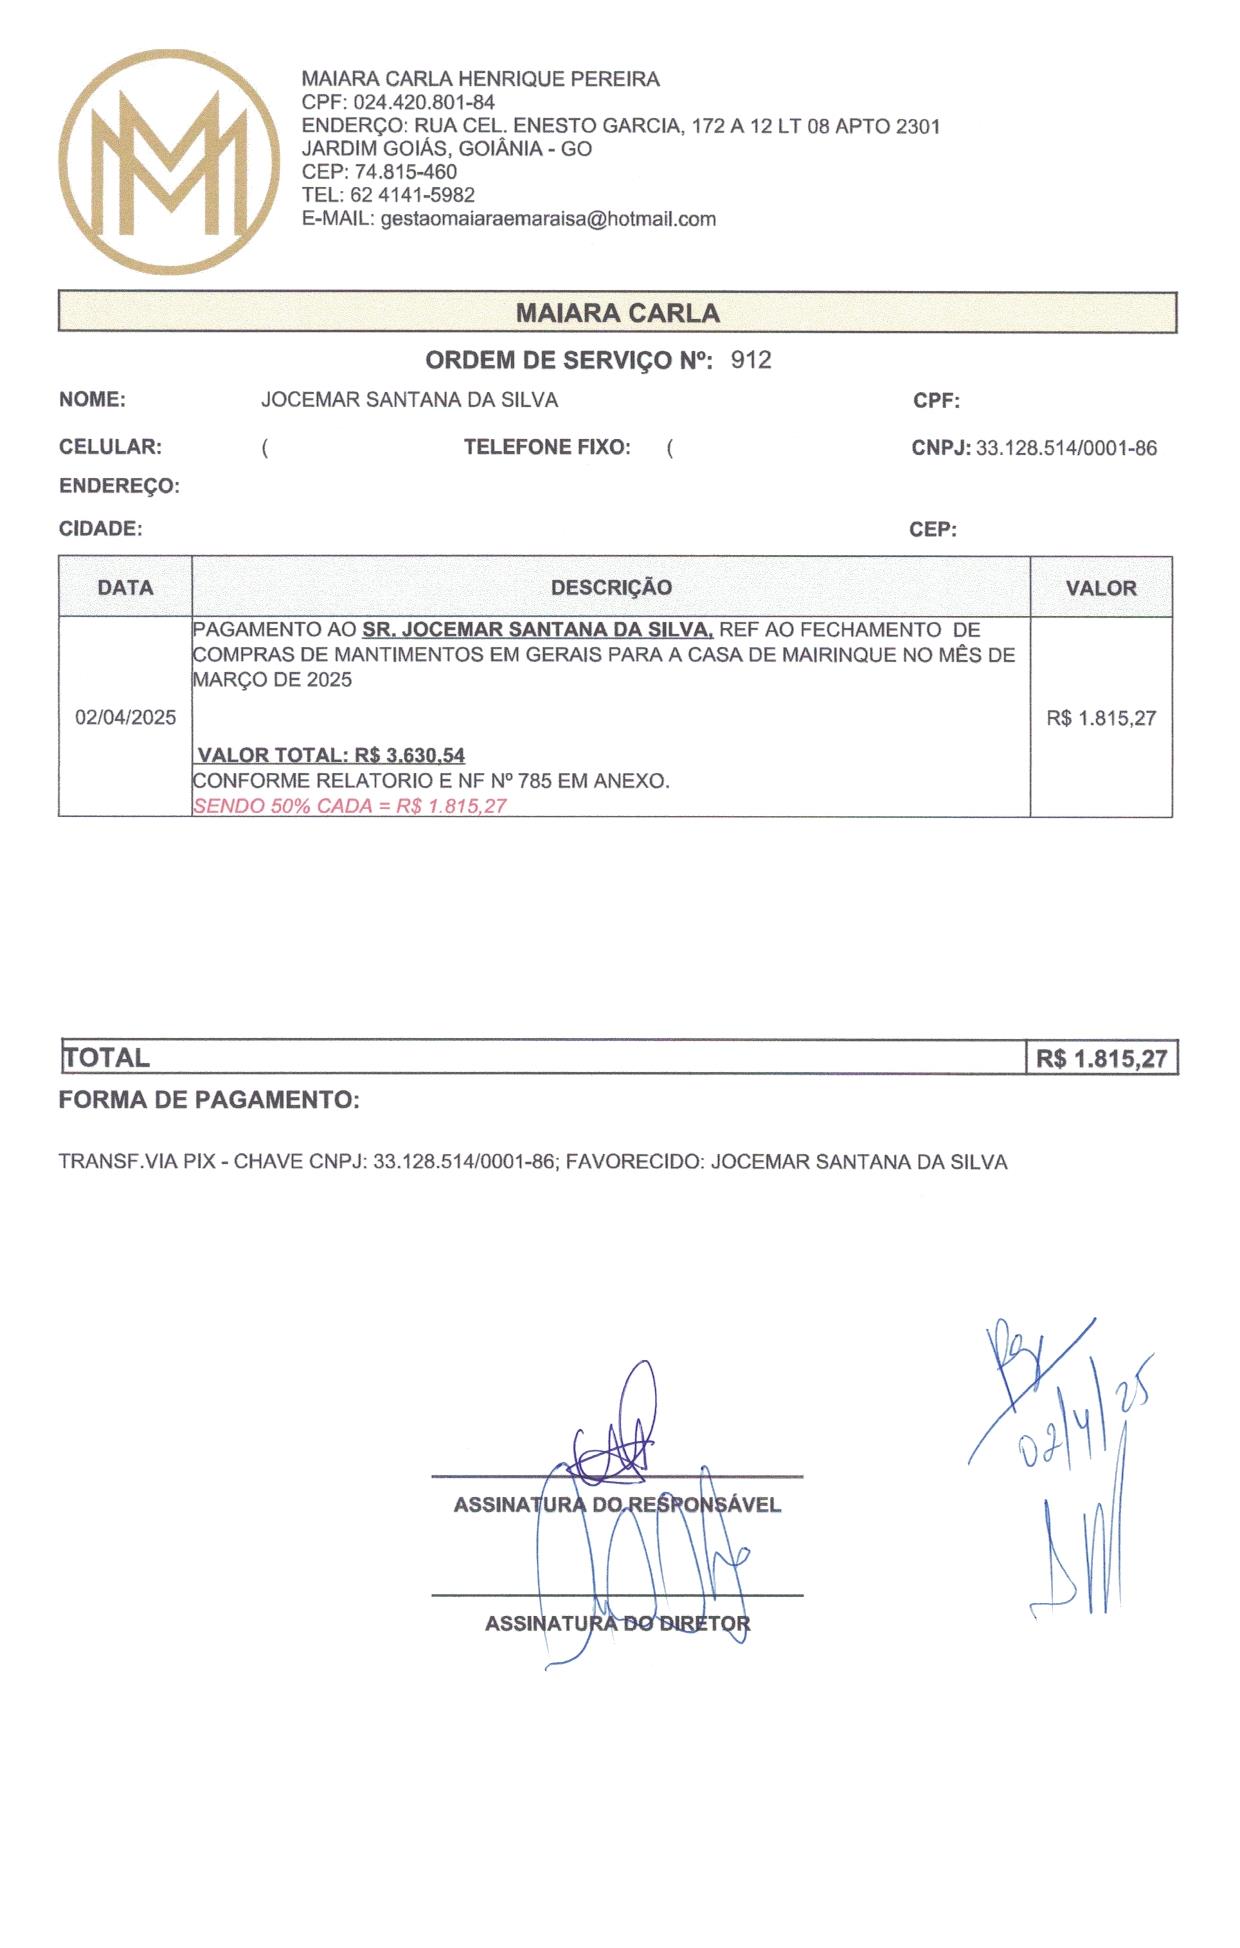 MAIARA CARLA HENRIQUE PEREIRA
CPF: 024.420.801-84
ENDERÇO: RUA CEL. ENESTO GARCIA, 172 A 12 LT 08 APTO 2301
JARDIM GOIÁS, GOIÂNIA - GO
CEP: 74.815-460
TEL: 62 4141-5982
E-MAIL: gestaomaiaraemaraisa@hotmail.com
MAIARA CARLA
ORDEM DE SERVIÇO Nº: 912
NOME: JOCEMAR SANTANA DA SILVA CPF:
CELULAR: ( TELEFONE FIXO: ( CNPJ: 33.128.514/0001-86
ENDEREÇO:
CIDADE: CEP:
DATA DESCRIÇÃO VALOR
PAGAMENTO AO SR. JOCEMAR SANTANA DA SILVA, REF AO FECHAMENTO DE
COMPRAS DE MANTIMENTOS EM GERAIS PARA A CASA DE MAIRINQUE NO MÊS DE
MARÇO DE 2025
02/04/2025 R$ 1.815,27
VALOR TOTAL: R$ 3.630,54
CONFORME RELATORIO E NF Nº 785 EM ANEXO.
SENDO 50% CADA = R$ 1.815,27
TOTAL R$ 1.815,27
FORMA DE PAGAMENTO:
TRANSF.VIA PIX - CHAVE CNPJ: 33.128.514/0001-86; FAVORECIDO: JOCEMAR SANTANA DA SILVA
02/4/25
ASSINATURA DO RESPONSÁVEL
ASSINATURA DO DIRETOR